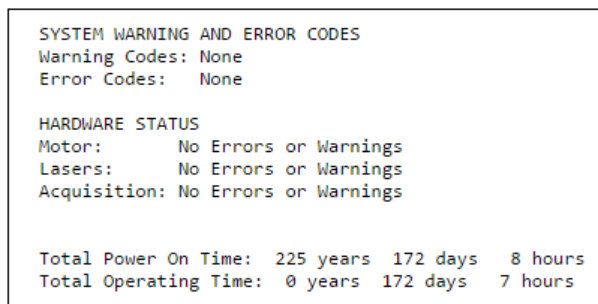 SYSTEM WARNING AND ERROR CODES
Warning Codes: None
Error Codes: None
HARDWARE STATUS
Motor: No Errors or Warnings
Lasers: No Errors or Warnings
Acquisition: No Errors or Warnings
Total Power On Time: 225 years 172 days 8 hours
Total Operating Time: 0 years 172 days 7 hours